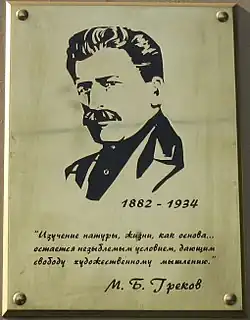 1882 - 1934
"Изучение натуры, жизни, как основа...
остается незыблемым условием, дающим
свободу художественному мышлению."
М. Б. Греков